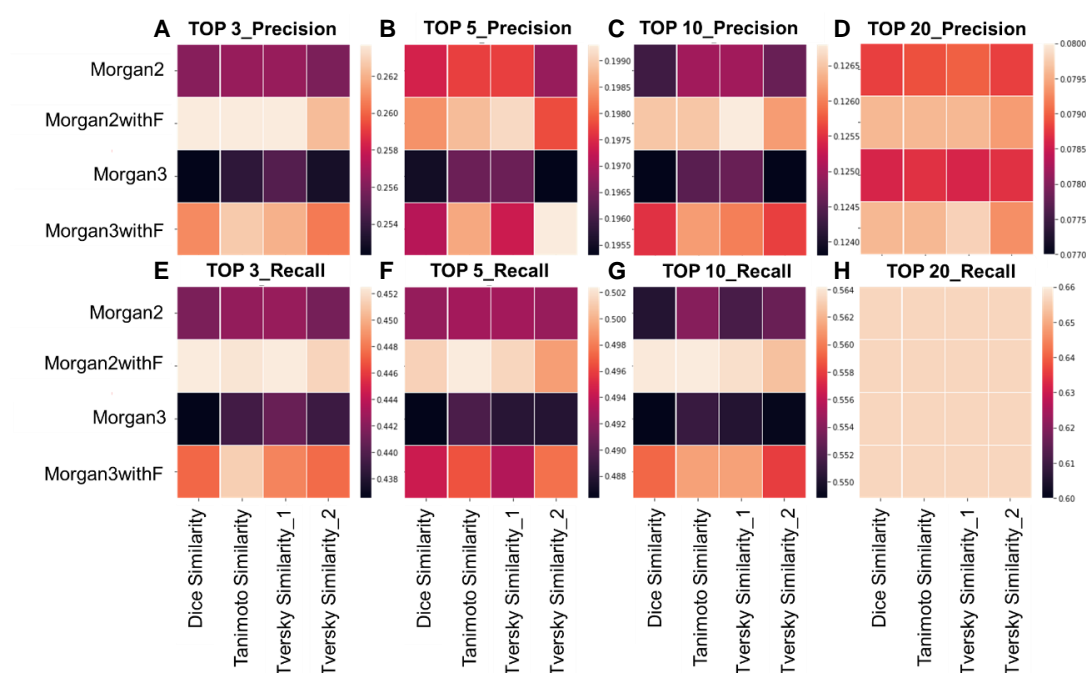 A TOP 3_Precision
B TOP 5_Precision
C TOP 10_Precision
D TOP 20_Precision
Morgan2
Morgan2withF
Morgan3
Morgan3withF
0.262
0.260
0.258
0.256
0.254
0.1990
0.1985
0.1980
0.1975
0.1970
0.1965
0.1960
0.1955
0.1265
0.1260
0.1255
0.1250
0.1245
0.1240
0.0800
0.0795
0.0790
0.0785
0.0780
0.0775
0.0770
E TOP 3_Recall
F TOP 5_Recall
G TOP 10_Recall
H TOP 20_Recall
Morgan2
Morgan2withF
Morgan3
Morgan3withF
0.452
0.450
0.448
0.446
0.444
0.442
0.440
0.438
0.502
0.500
0.498
0.496
0.494
0.492
0.490
0.488
0.564
0.562
0.560
0.558
0.556
0.554
0.552
0.550
0.66
0.65
0.64
0.63
0.62
0.61
0.60
Dice Similarity
Tanimoto Similarity
Tversky Similarity_1
Tversky Similarity_2
Dice Similarity
Tanimoto Similarity
Tversky Similarity_1
Tversky Similarity_2
Dice Similarity
Tanimoto Similarity
Tversky Similarity_1
Tversky Similarity_2
Dice Similarity
Tanimoto Similarity
Tversky Similarity_1
Tversky Similarity_2